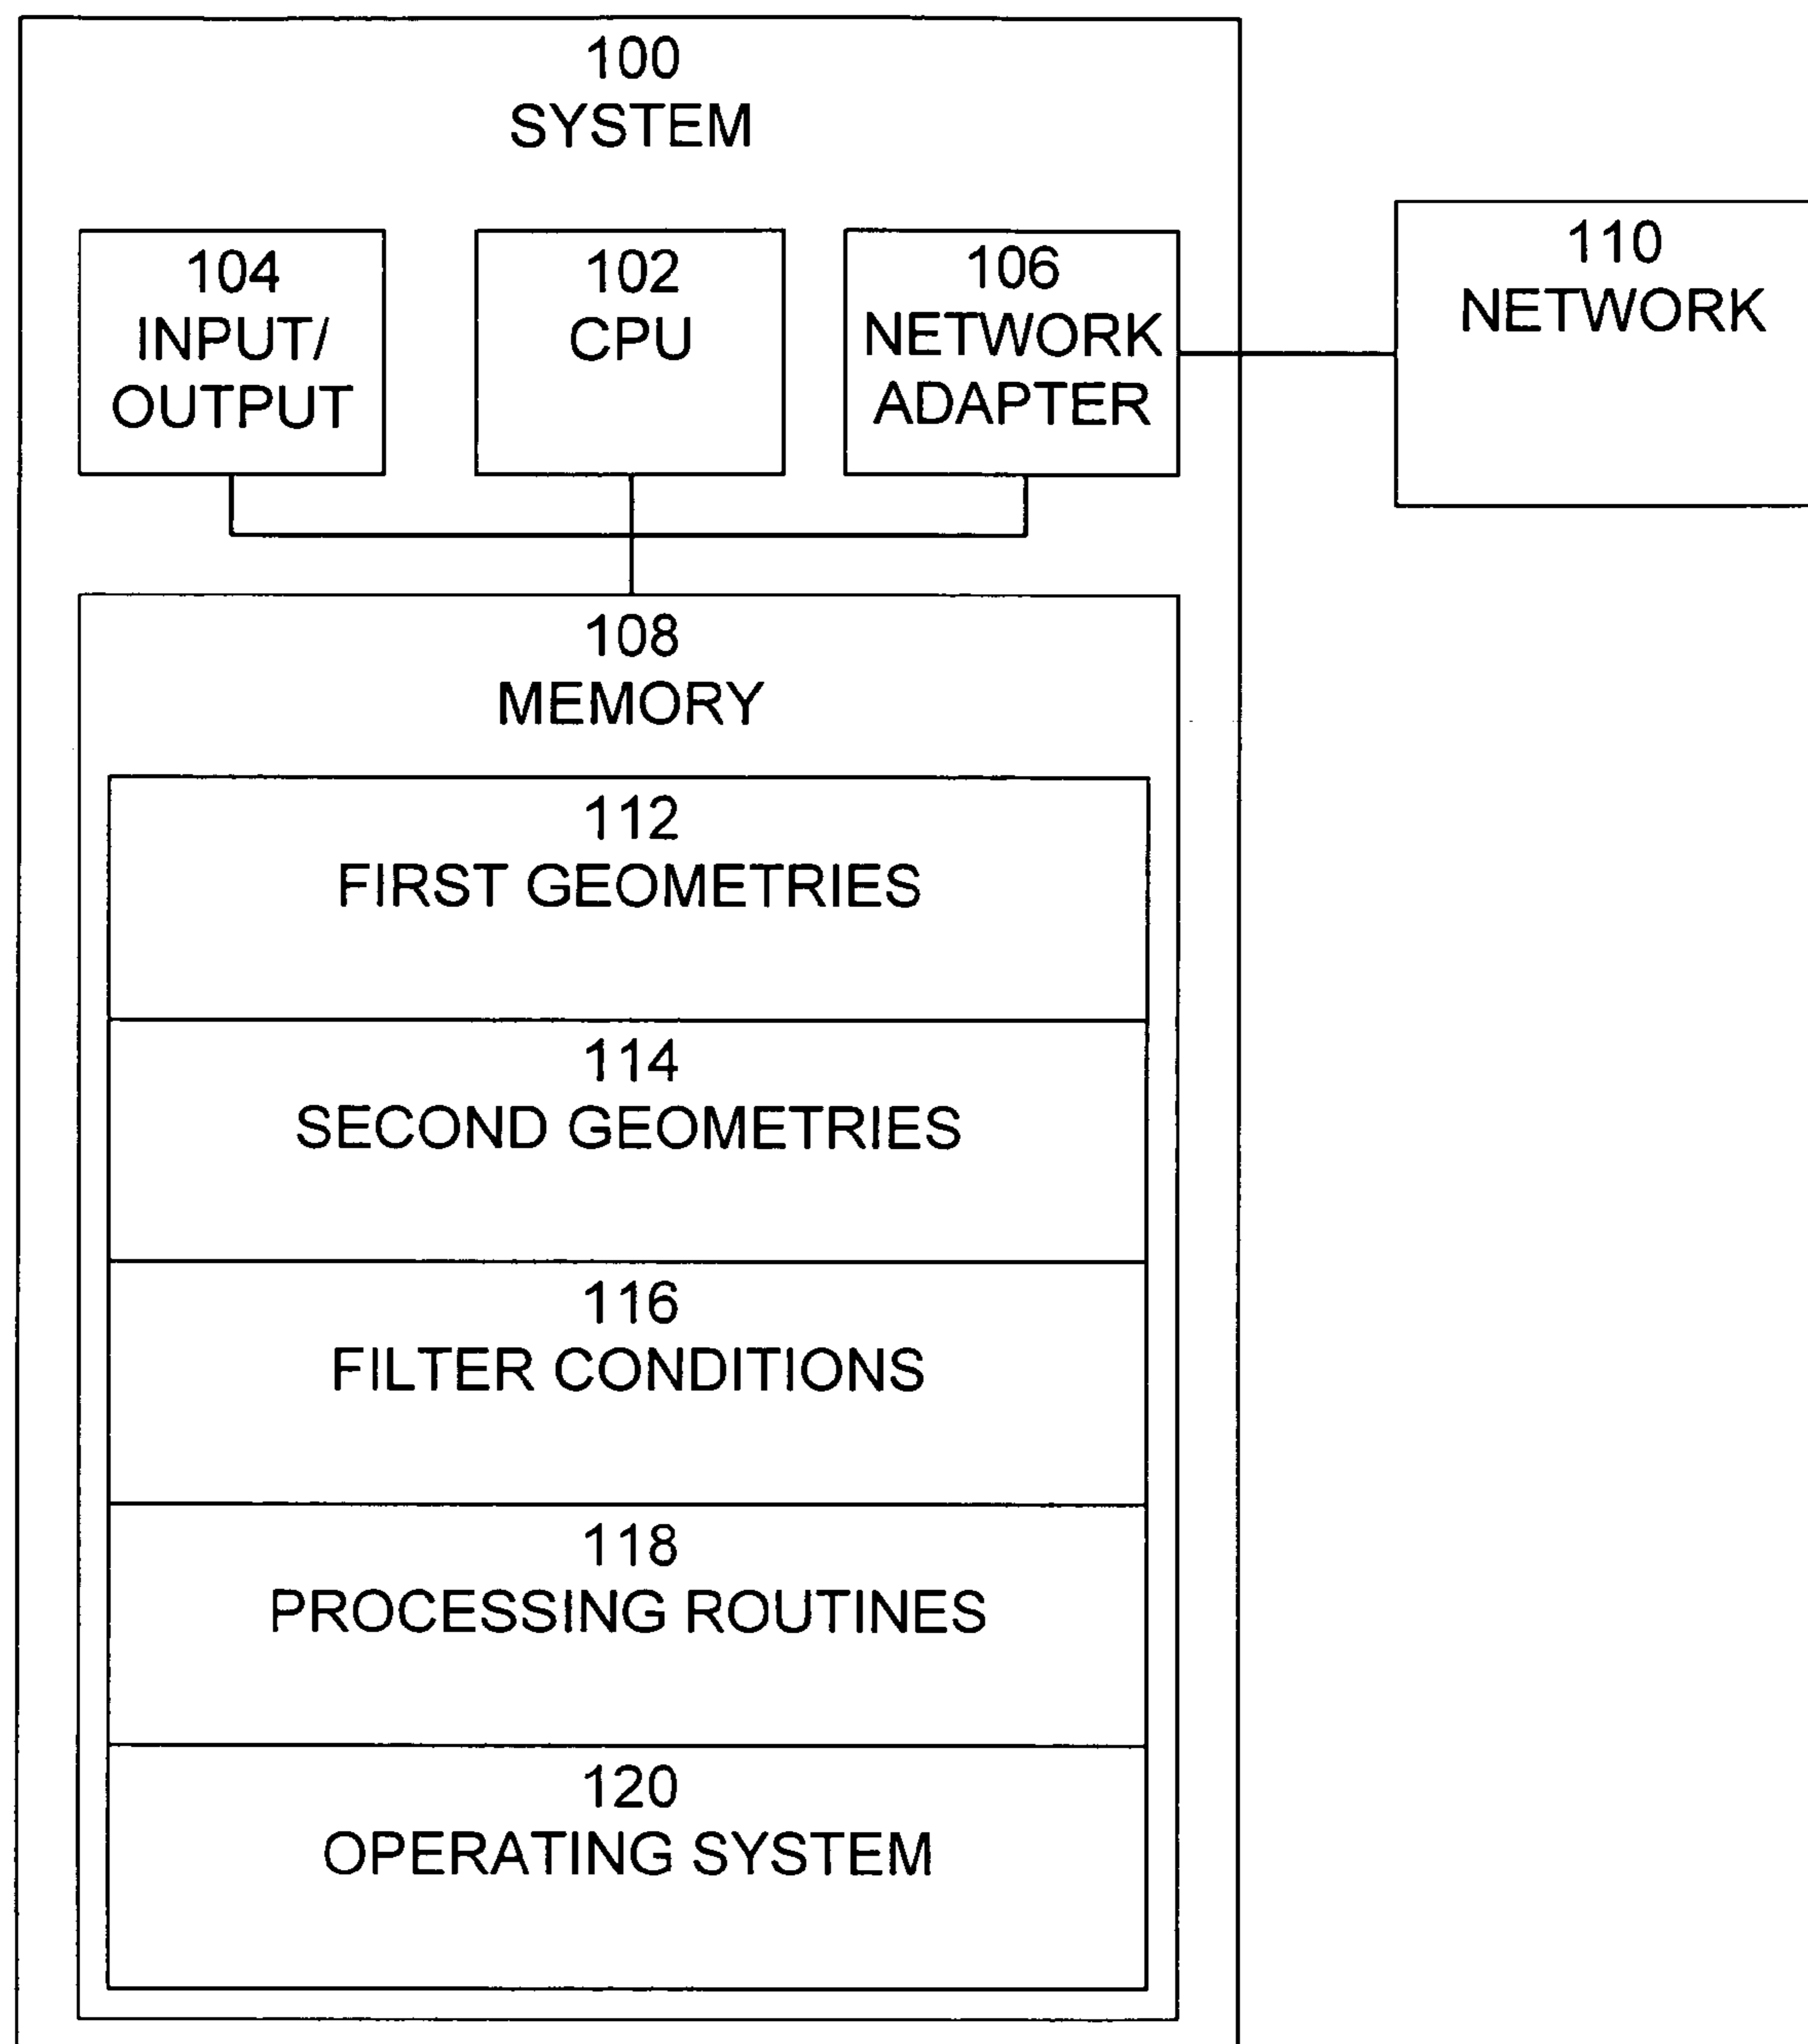 100
SYSTEM
104
INPUT/
OUTPUT
102
CPU
106
NETWORK
ADAPTER
110
NETWORK
108
MEMORY
112
FIRST GEOMETRIES
114
SECOND GEOMETRIES
116
FILTER CONDITIONS
118
PROCESSING ROUTINES
120
OPERATING SYSTEM